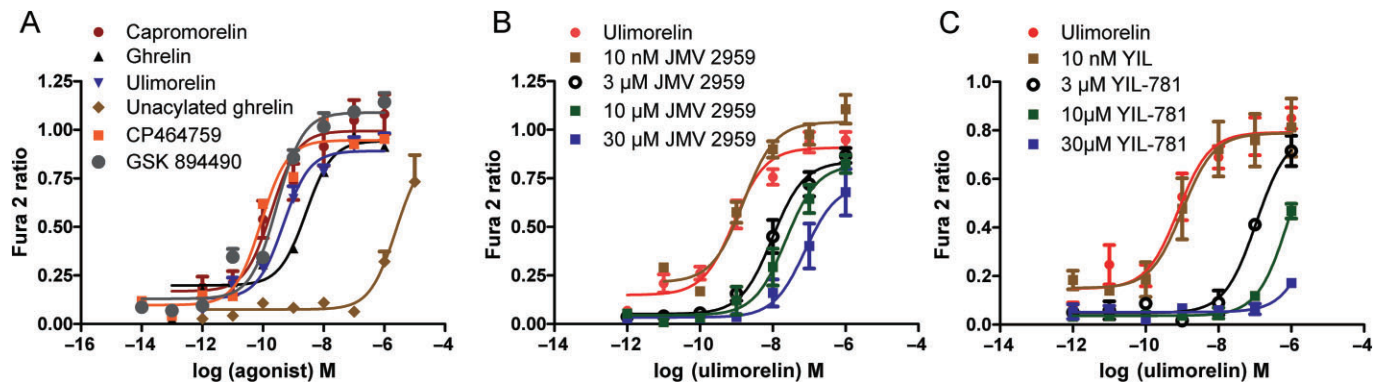 A
Capromorelin
Ghrelin
Ulimorelin
Unacylated ghrelin
CP464759
GSK 894490
Fura 2 ratio
1.25
1.00
0.75
0.50
0.25
0.00
−16 −14 −12 −10 −8 −6 −4
log (agonist) M
B
Ulimorelin
10 nM JMV 2959
3 µM JMV 2959
10 µM JMV 2959
30 µM JMV 2959
Fura 2 ratio
1.25
1.00
0.75
0.50
0.25
0.00
−14 −12 −10 −8 −6 −4
log (ulimorelin) M
C
Ulimorelin
10 nM YIL
3 µM YIL-781
10µM YIL-781
30µM YIL-781
Fura 2 ratio
1.0
0.8
0.6
0.4
0.2
0.0
−14 −12 −10 −8 −6 −4
log (ulimorelin) M